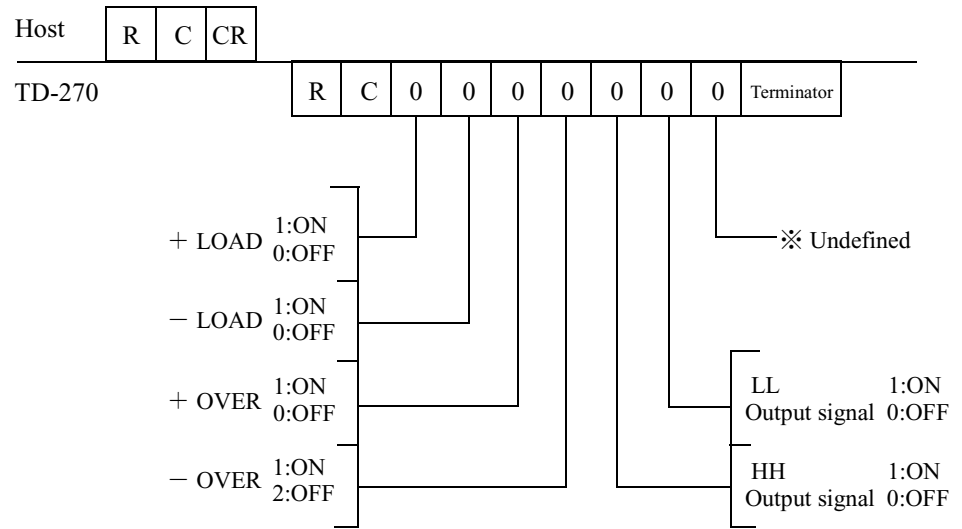 Host R C CR
TD-270 R C 0 0 0 0 0 0 0 Terminator
+ LOAD 1:ON
0:OFF
※ Undefined
− LOAD 1:ON
0:OFF
+ OVER 1:ON
0:OFF
LL 1:ON
Output signal 0:OFF
− OVER 1:ON
2:OFF
HH 1:ON
Output signal 0:OFF